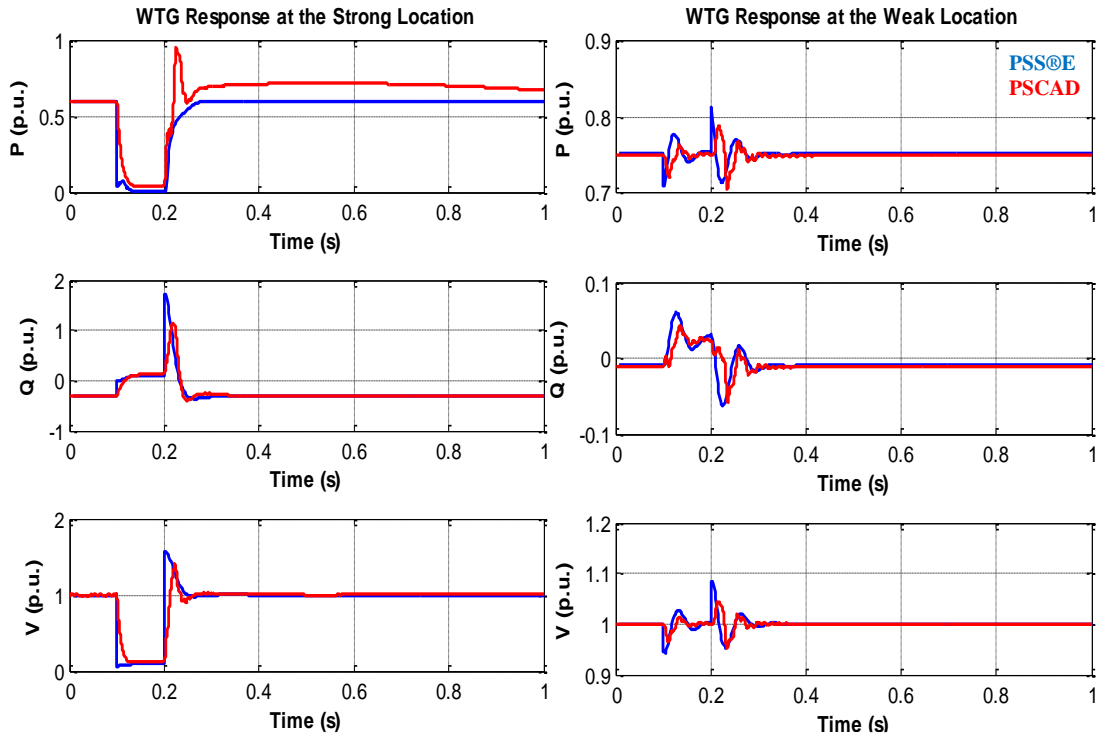 WTG Response at the Strong Location
1
0.5
0
P (p.u.)
0 0.2 0.4 0.6 0.8 1
Time (s)
2
1
0
-1
Q (p.u.)
0 0.2 0.4 0.6 0.8 1
Time (s)
2
1
0
V (p.u.)
0 0.2 0.4 0.6 0.8 1
Time (s)
WTG Response at the Weak Location
PSS®E
PSCAD
0.9
0.8
0.7
P (p.u.)
0 0.2 0.4 0.6 0.8 1
Time (s)
0.1
0
-0.1
Q (p.u.)
0 0.2 0.4 0.6 0.8 1
Time (s)
1.2
1.1
1
0.9
V (p.u.)
0 0.2 0.4 0.6 0.8 1
Time (s)